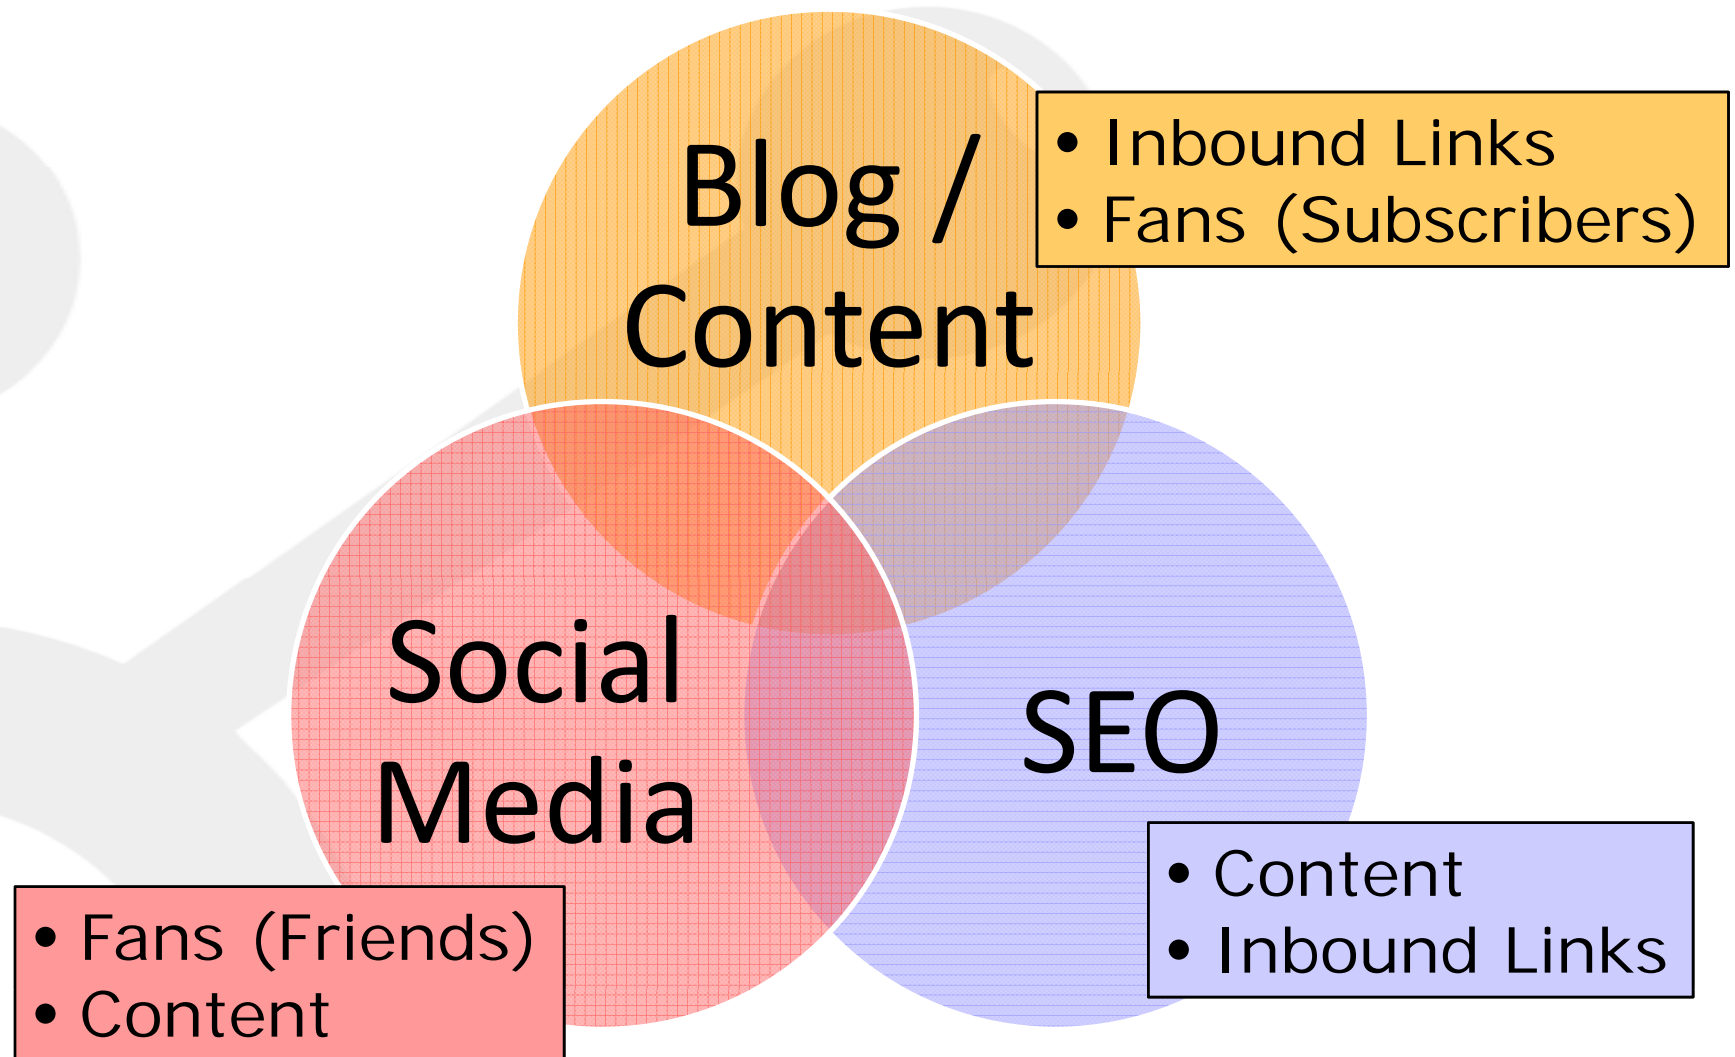 Blog /
Content
• Inbound Links
• Fans (Subscribers)
Social
Media
SEO
• Content
• Inbound Links
• Fans (Friends)
• Content